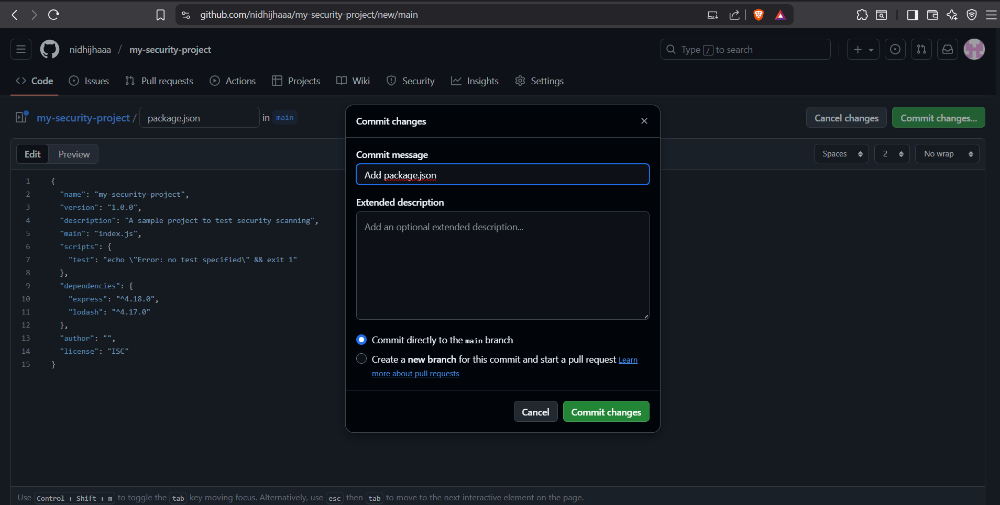 github.com/nidhijhaaa/my-security-project/new/main
nidhijhaaa / my-security-project
Type / to search
Code Issues Pull requests Actions Projects Wiki Security Insights Settings
my-security-project / package.json in main
Cancel changes Commit changes...
Edit Preview
Spaces 2 No wrap
1 {
2 "name": "my-security-project",
3 "version": "1.0.0",
4 "description": "A sample project to test security scanning",
5 "main": "index.js",
6 "scripts": {
7 "test": "echo \"Error: no test specified\" && exit 1"
8 },
9 "dependencies": {
10 "express": "^4.18.0",
11 "lodash": "^4.17.0"
12 },
13 "author": "",
14 "license": "ISC"
15 }
Commit changes
Commit message
Add package.json
Extended description
Add an optional extended description...
Commit directly to the main branch
Create a new branch for this commit and start a pull request Learn
more about pull requests
Cancel Commit changes
Use Control + Shift + m to toggle the tab key moving focus. Alternatively, use esc then tab to move to the next interactive element on the page.